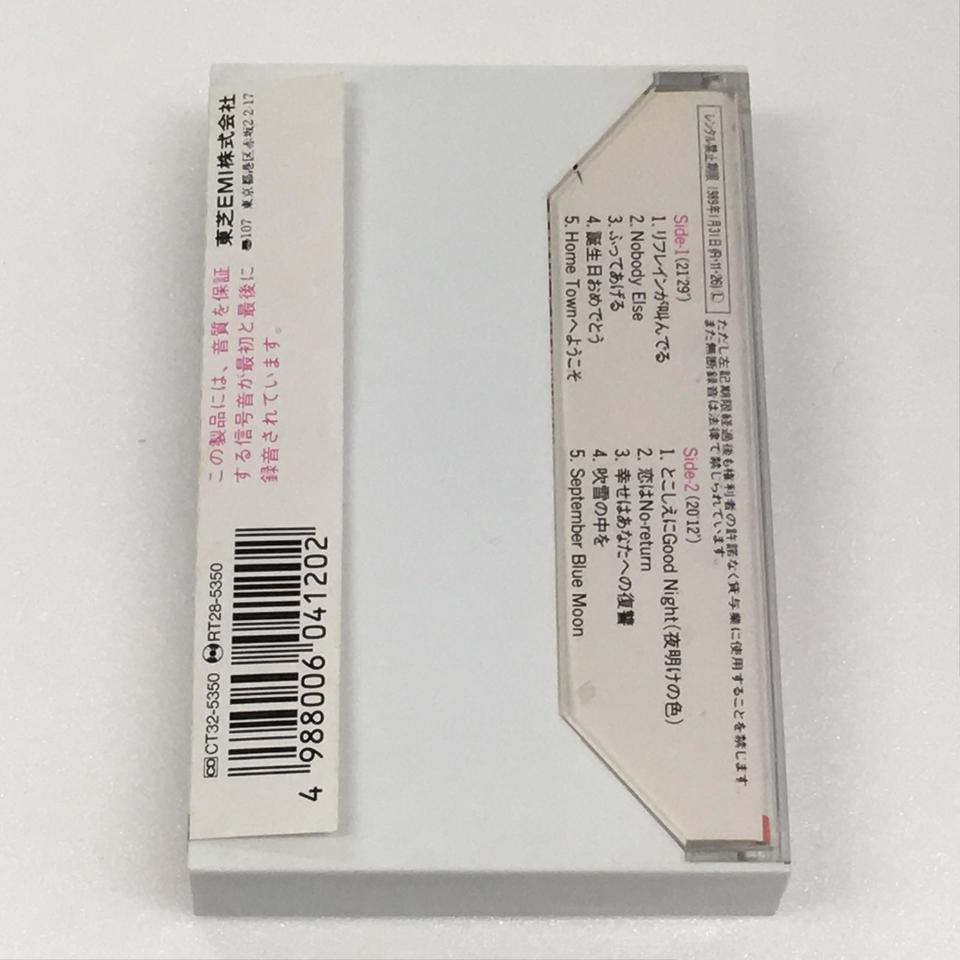 レンタル禁止期限 1989年1月31日(R・11・26) L
ただし左記期限経過後も権利者の許諾なく貸与業に使用することを禁じます。
また無断録音は法律で禁じられています。
Side-1 (21'29")
1. リフレインが叫んでる
2. Nobody Else
3. ふってあげる
4. 誕生日おめでとう
5. Home Townへようこそ
Side-2 (20'12")
1. とこしえにGood Night(夜明けの色)
2. 恋はNo-return
3. 幸せはあなたへの復讐
4. 吹雪の中を
5. September Blue Moon
東芝EMI株式会社
107 東京都港区赤坂2-2-17
この製品には、音質を保証
する信号音が最初と最後に
録音されています。
CD CT32-5350 RT28-5350
4 988006 041202